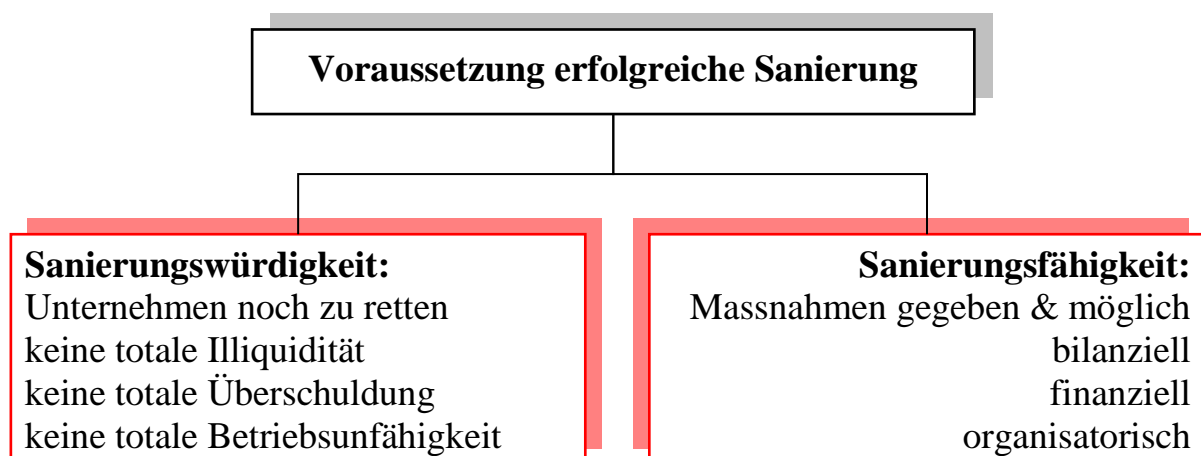 Voraussetzung erfolgreiche Sanierung
Sanierungswürdigkeit:
Unternehmen noch zu retten
keine totale Illiquidität
keine totale Überschuldung
keine totale Betriebsunfähigkeit
Sanierungsfähigkeit:
Massnahmen gegeben & möglich
bilanziell
finanziell
organisatorisch